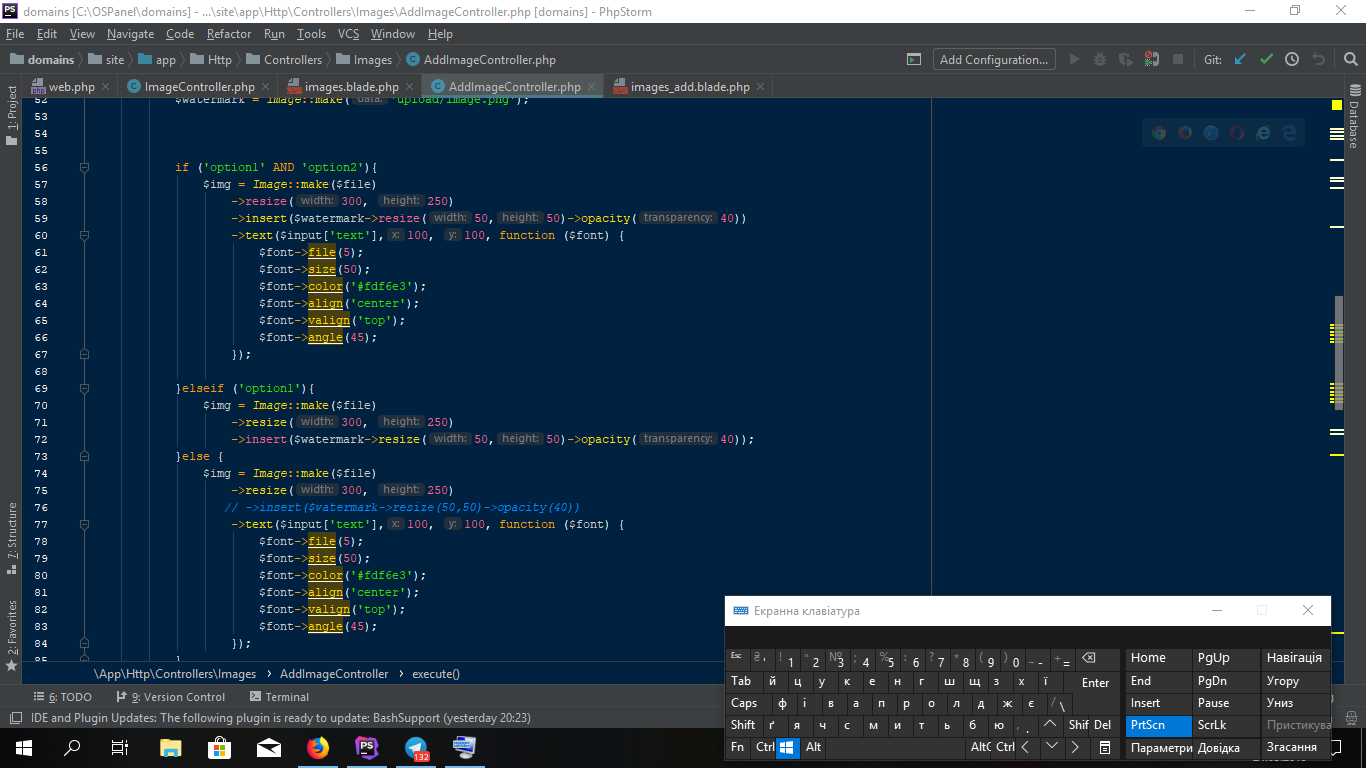 domains [C:\OSPanel\domains] - ...\site\app\Http\Controllers\Images\AddImageController.php [domains] - PhpStorm
File Edit View Navigate Code Refactor Run Tools VCS Window Help
domains site app Http Controllers Images AddImageController.php Add Configuration... Git:
web.php ImageController.php images.blade.php AddImageController.php images_add.blade.php
1: Project
Database
52 $watermark = Image::make( data: 'upload/image.png');
53
54
55
56 if ('option1' AND 'option2'){
57 $img = Image::make($file)
58 ->resize( width: 300, height: 250)
59 ->insert($watermark->resize( width: 50, height: 50)->opacity( transparency: 40))
60 ->text($input['text'], x: 100, y: 100, function ($font) {
61 $font->file(5);
62 $font->size(50);
63 $font->color('#fdf6e3');
64 $font->align('center');
65 $font->valign('top');
66 $font->angle(45);
67 });
68
69 }elseif ('option1'){
70 $img = Image::make($file)
71 ->resize( width: 300, height: 250)
72 ->insert($watermark->resize( width: 50, height: 50)->opacity( transparency: 40));
73 }else {
74 $img = Image::make($file)
75 ->resize( width: 300, height: 250)
76 // ->insert($watermark->resize(50,50)->opacity(40))
77 ->text($input['text'], x: 100, y: 100, function ($font) {
78 $font->file(5);
79 $font->size(50);
80 $font->color('#fdf6e3');
81 $font->align('center');
82 $font->valign('top');
83 $font->angle(45);
84 });
85 }
7: Structure
2: Favorites
\App\Http\Controllers\Images AddImageController execute()
6: TODO 9: Version Control Terminal
IDE and Plugin Updates: The following plugin is ready to update: BashSupport (yesterday 20:23)
132
Екранна клавіатура
Esc ₴ ' ! 1 " 2 № 3 ; 4 % 5 : 6 ? 7 * 8 ( 9 ) 0 _ - + = Home PgUp Навігація
Tab й ц у к е н г ш щ з х ї Enter End PgDn Угору
Caps ф і в а п р о л д ж є / \ Insert Pause Униз
Shift ґ я ч с м и т ь б ю , . Shif Del PrtScn ScrLk Пристикува
Fn Ctrl Alt AltG Ctrl Параметри Довідка Згасання